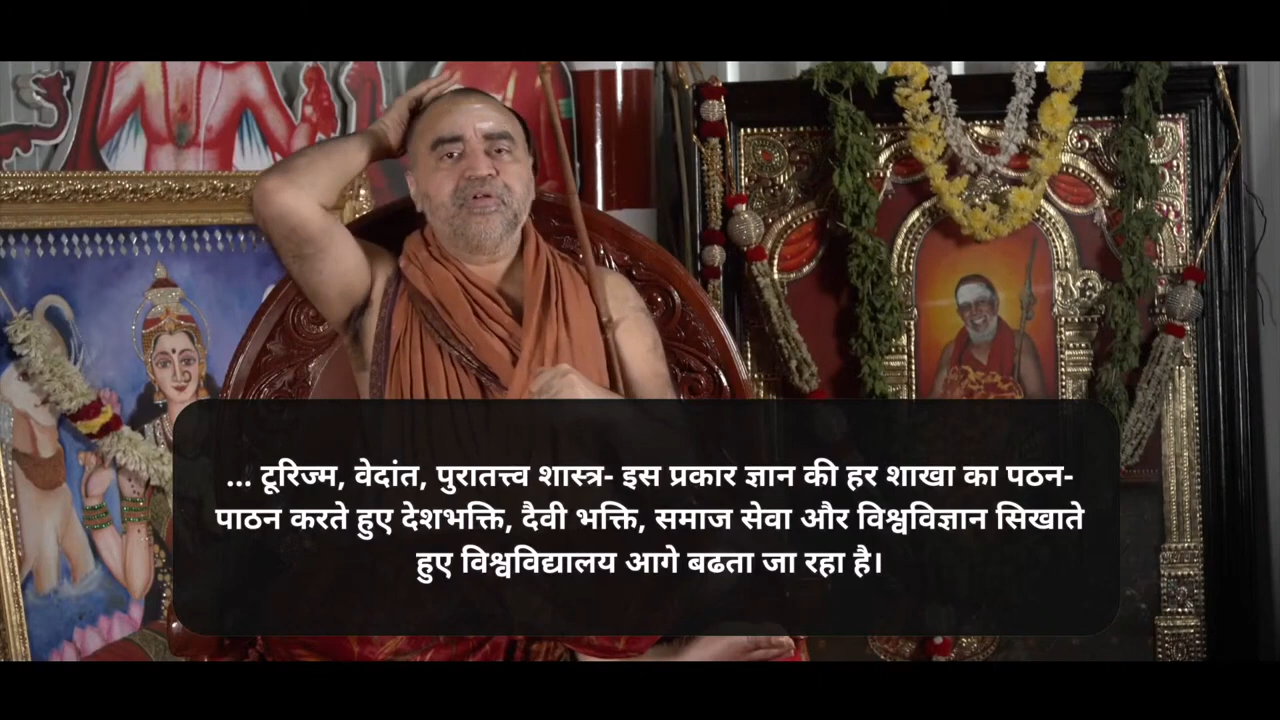 ... टूरिज्म, वेदांत, पुरातत्त्व शास्त्र- इस प्रकार ज्ञान की हर शाखा का पठन-
पाठन करते हुए देशभक्ति, दैवी भक्ति, समाज सेवा और विश्वविज्ञान सिखाते
हुए विश्वविद्यालय आगे बढता जा रहा है।